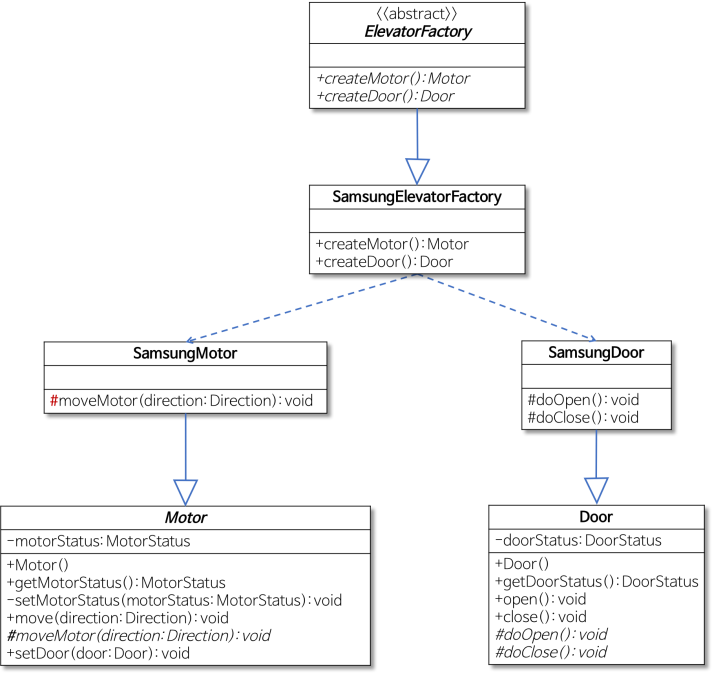 《abstract》
ElevatorFactory
+createMotor(): Motor
+createDoor(): Door
SamsungElevatorFactory
+createMotor(): Motor
+createDoor(): Door
SamsungMotor
#moveMotor(direction: Direction): void
SamsungDoor
#doOpen(): void
#doClose(): void
Motor
-motorStatus: MotorStatus
+Motor()
+getMotorStatus(): MotorStatus
-setMotorStatus(motorStatus: MotorStatus): void
+move(direction: Direction): void
#moveMotor(direction: Direction): void
+setDoor(door: Door): void
Door
-doorStatus: DoorStatus
+Door()
+getDoorStatus(): DoorStatus
+open(): void
+close(): void
#doOpen(): void
#doClose(): void